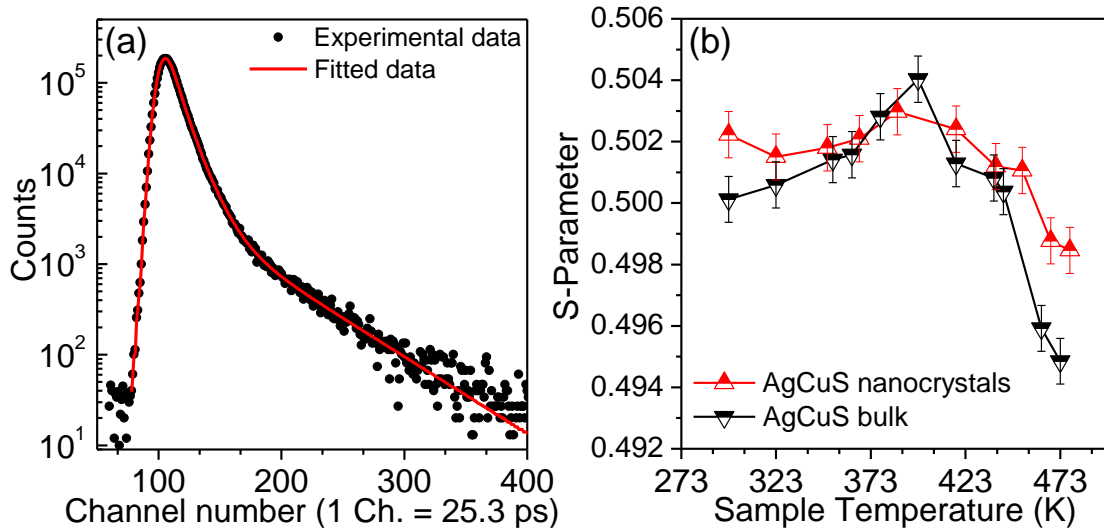 (a)
Experimental data
Fitted data
10^5
10^4
10^3
10^2
10^1
Counts
100 200 300 400
Channel number (1 Ch. = 25.3 ps)
(b)
0.506
0.504
0.502
0.500
0.498
0.496
0.494
0.492
S-Parameter
AgCuS nanocrystals
AgCuS bulk
273 323 373 423 473
Sample Temperature (K)